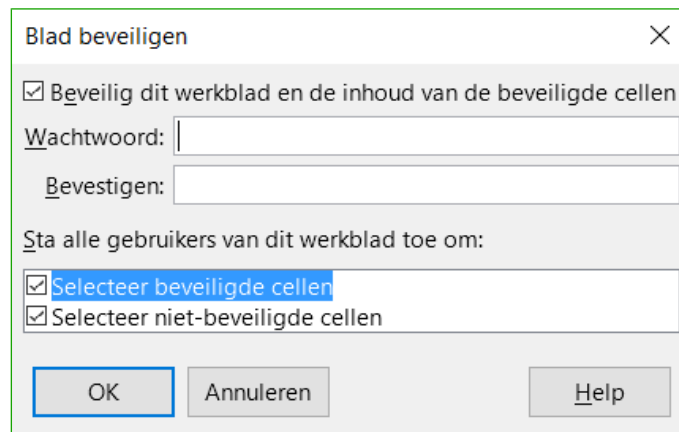 Blad beveiligen
Beveilig dit werkblad en de inhoud van de beveiligde cellen
Wachtwoord:
Bevestigen:
Sta alle gebruikers van dit werkblad toe om:
Selecteer beveiligde cellen
Selecteer niet-beveiligde cellen
OK Annuleren Help